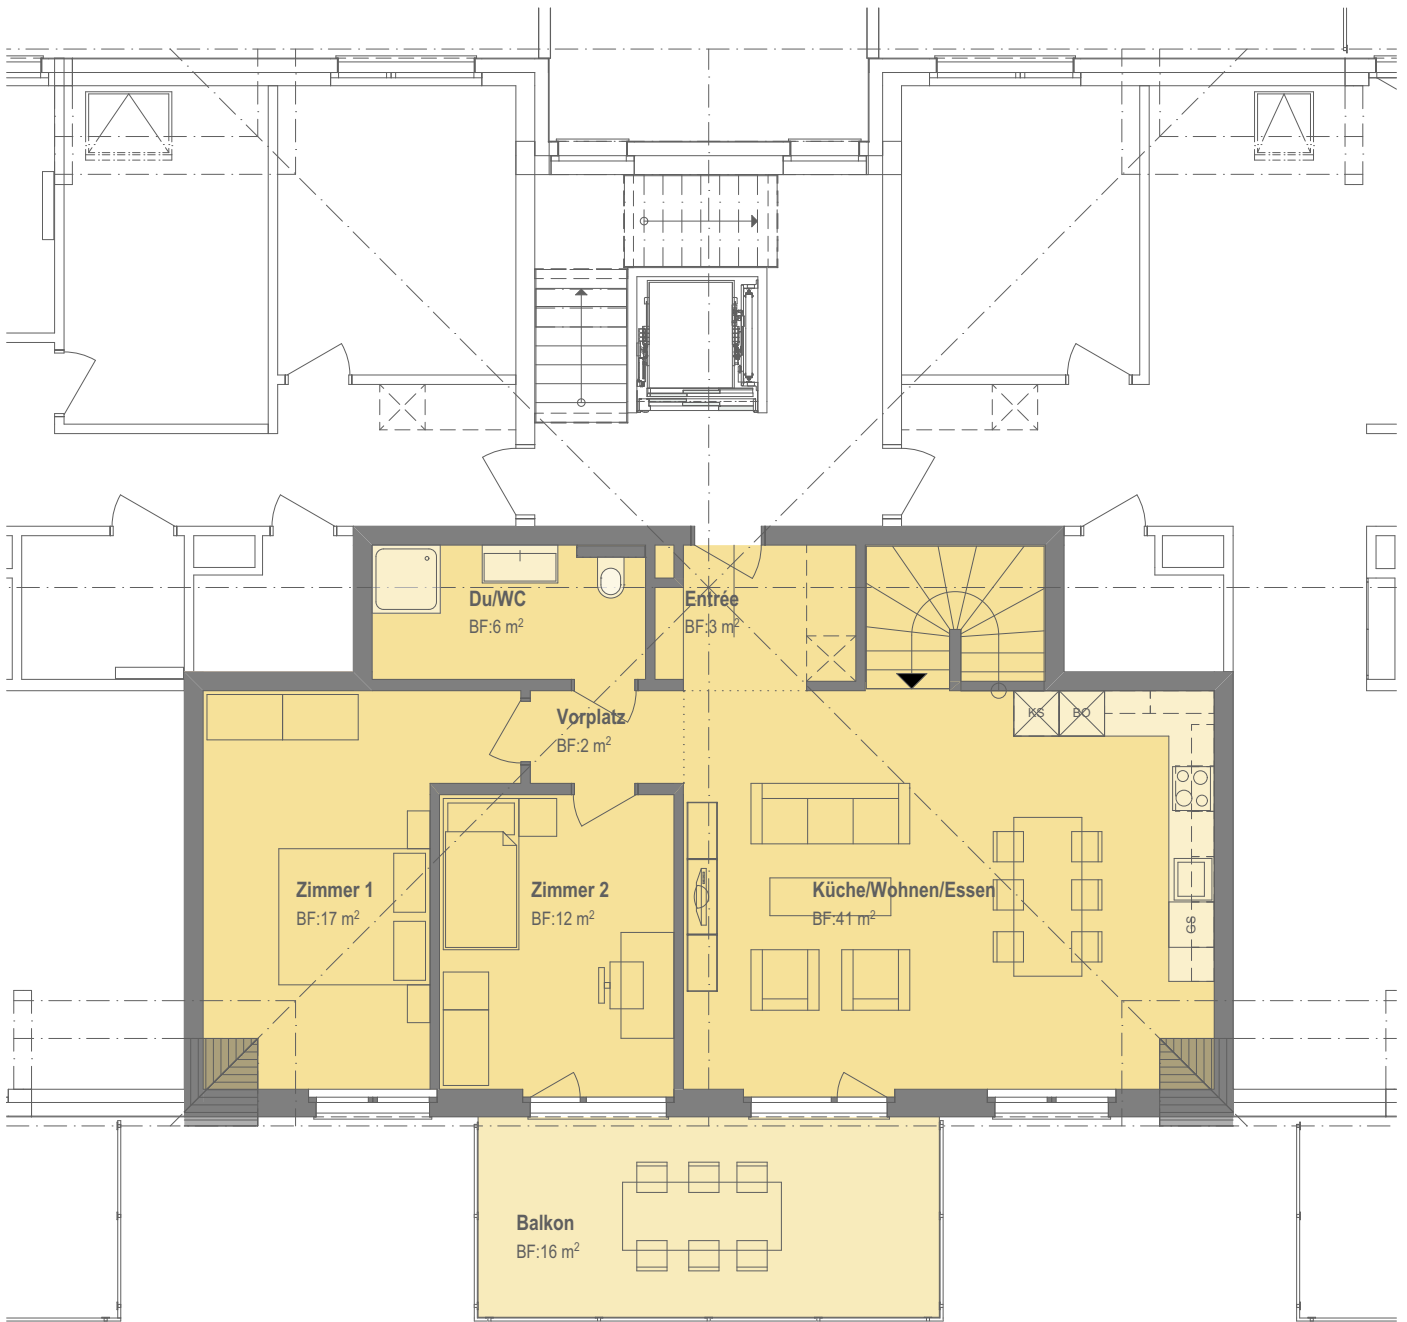 Du/WC
BF:6 m²
Entrée
BF:3 m²
Vorplatz
BF:2 m²
KS
BO
Zimmer 1
BF:17 m²
Zimmer 2
BF:12 m²
Küche/Wohnen/Essen
BF:41 m²
GS
Balkon
BF:16 m²